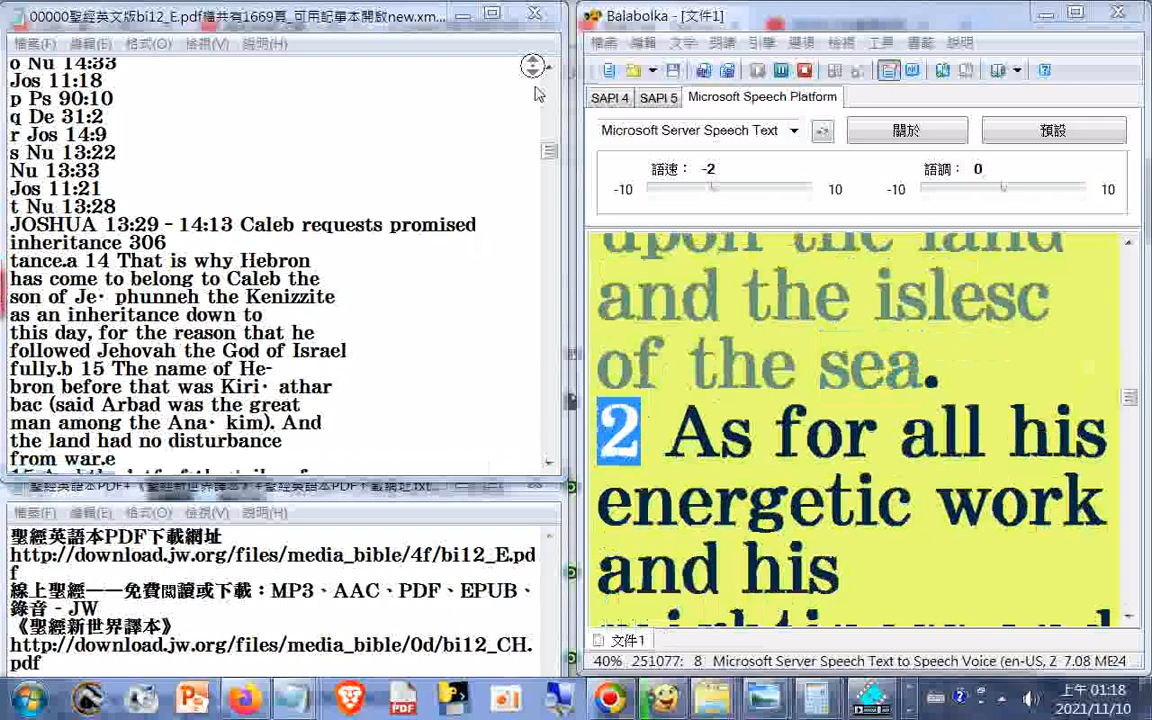 00000聖經英文版bi12_E.pdf檔共有1669頁_可用記事本開啟new.xm...
檔案(F) 編輯(E) 格式(O) 檢視(V) 說明(H)
o Nu 14:33
Jos 11:18
p Ps 90:10
q De 31:2
r Jos 14:9
s Nu 13:22
Nu 13:33
Jos 11:21
t Nu 13:28
JOSHUA 13:29 – 14:13 Caleb requests promised
inheritance 306
tance.a 14 That is why Hebron
has come to belong to Caleb the
son of Je· phunneh the Kenizzite
as an inheritance down to
this day, for the reason that he
followed Jehovah the God of Israel
fully.b 15 The name of He-
bron before that was Kiri· athar
bac (said Arbad was the great
man among the Ana· kim). And
the land had no disturbance
from war.e
檔案(F) 編輯(E) 格式(O) 檢視(V) 說明(H)
聖經英語本PDF下載網址
http://download.jw.org/files/media_bible/4f/bi12_E.pd
f
線上聖經——免費閱讀或下載：MP3、AAC、PDF、EPUB、
錄音 - JW
《聖經新世界譯本》
http://download.jw.org/files/media_bible/0d/bi12_CH.
pdf
Balabolka - [文件1]
檔案 編輯 文字 朗讀 引擎 選項 檢視 工具 書籤 說明
SAPI 4 SAPI 5 Microsoft Speech Platform
Microsoft Server Speech Text 關於 預設
語速： -2 語調： 0
-10 10 -10 10
upon the land
and the islesc
of the sea.
2 As for all his
energetic work
and his
文件1
40% 251077: 8 Microsoft Server Speech Text to Speech Voice (en-US, Z 7.08 ME24
PDF
上午 01:18
2021/11/10